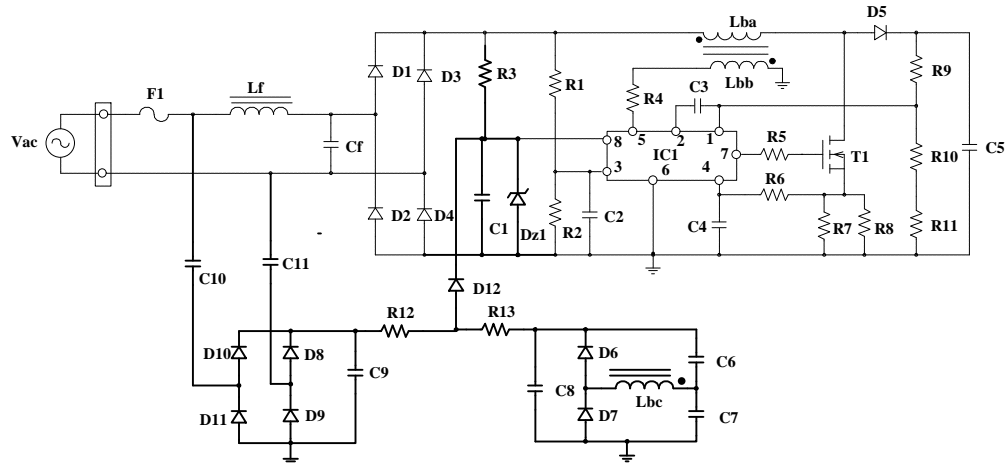 Lba
D5
D1
D3
R3
R1
Lbb
R9
F1
Lf
R4
C3
Vac
Cf
8
5
2
1
IC1
7
R5
T1
C5
3
6
4
R6
R10
D2
D4
C1
Dz1
R2
C2
C4
R7
R8
R11
C10
C11
D12
R12
R13
D10
D8
C9
D6
C6
C8
Lbc
D11
D9
D7
C7